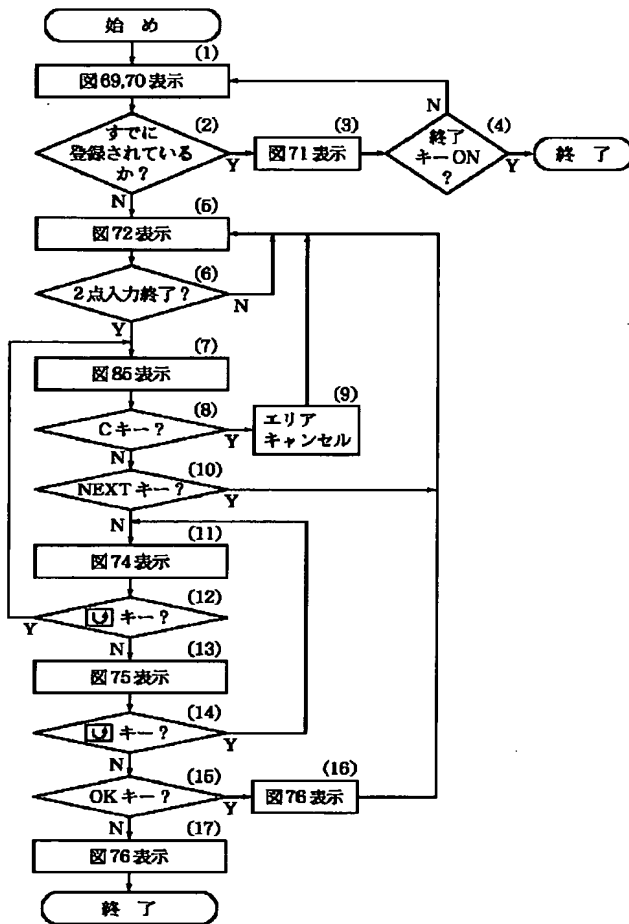 始 め
(1)
図69,70 表示
(2)
すでに
登録されている
か?
Y
N
(3)
図71 表示
(4)
終了
キーON
?
N
Y
終 了
(5)
図72表示
(6)
2点入力終了?
N
Y
(7)
図85表示
(8)
Cキー?
Y
N
(9)
エリア
キャンセル
(10)
NEXTキー?
Y
N
(11)
図74表示
(12)
キー?
Y
N
(13)
図75表示
(14)
キー?
Y
N
(15)
OKキー?
Y
N
(16)
図76表示
(17)
図76表示
終 了